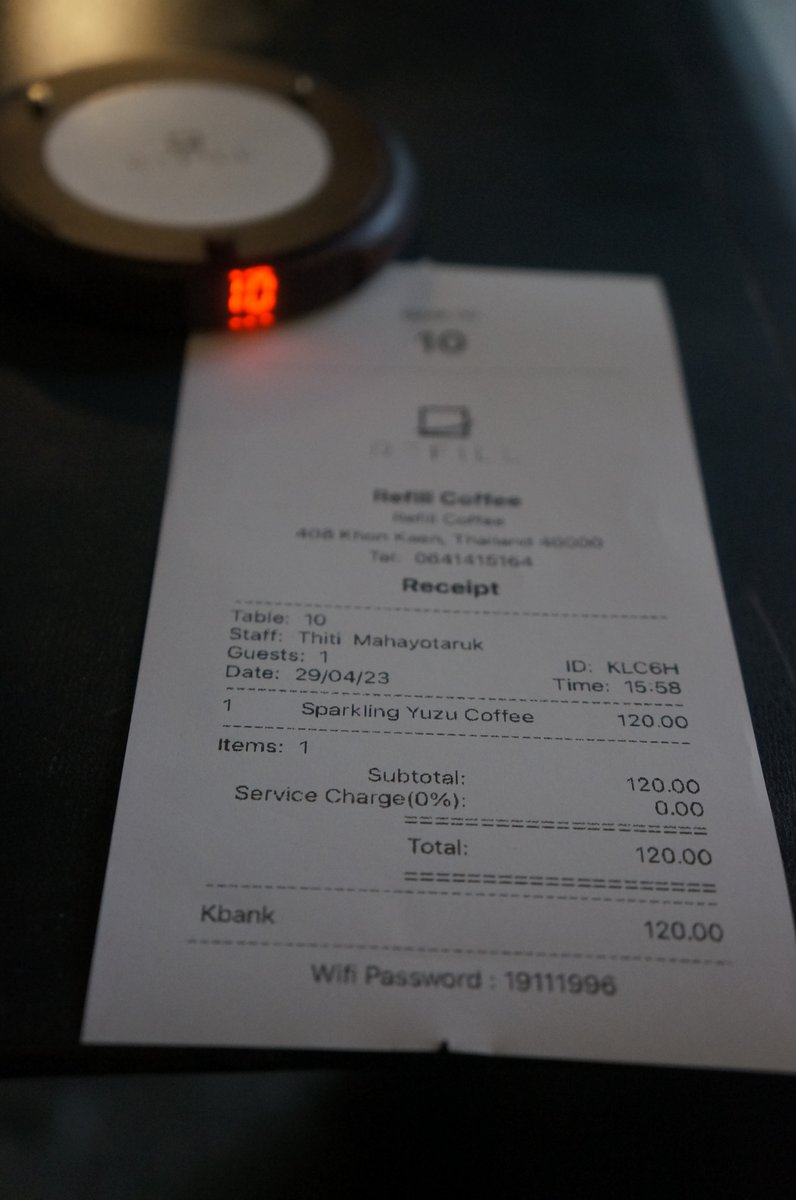 10
10
REFILL
Refill Coffee
Refill Coffee
408 Khon Kaen, Thailand 40000
Tel: 0641415164
Receipt
Table: 10
Staff: Thiti Mahayotaruk
Guests: 1 ID: KLC6H
Date: 29/04/23 Time: 15:58
1 Sparkling Yuzu Coffee 120.00
Items: 1
Subtotal: 120.00
Service Charge(0%): 0.00
Total: 120.00
Kbank 120.00
Wifi Password : 19111996